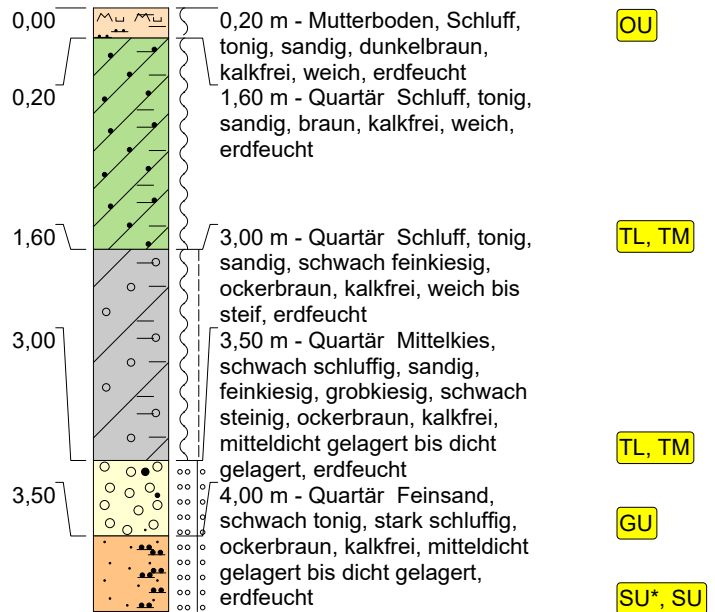 0,00
0,20 m - Mutterboden, Schluff,
tonig, sandig, dunkelbraun,
kalkfrei, weich, erdfeucht
OU
0,20
1,60 m - Quartär  Schluff, tonig,
sandig, braun, kalkfrei, weich,
erdfeucht
TL, TM
1,60
3,00 m - Quartär  Schluff, tonig,
sandig, schwach feinkiesig,
ockerbraun, kalkfrei, weich bis
steif, erdfeucht
TL, TM
3,00
3,50 m - Quartär  Mittelkies,
schwach schluffig, sandig,
feinkiesig, grobkiesig, schwach
steinig, ockerbraun, kalkfrei,
mitteldicht gelagert bis dicht
gelagert, erdfeucht
GU
3,50
4,00 m - Quartär  Feinsand,
schwach tonig, stark schluffig,
ockerbraun, kalkfrei, mitteldicht
gelagert bis dicht gelagert,
erdfeucht
SU*, SU